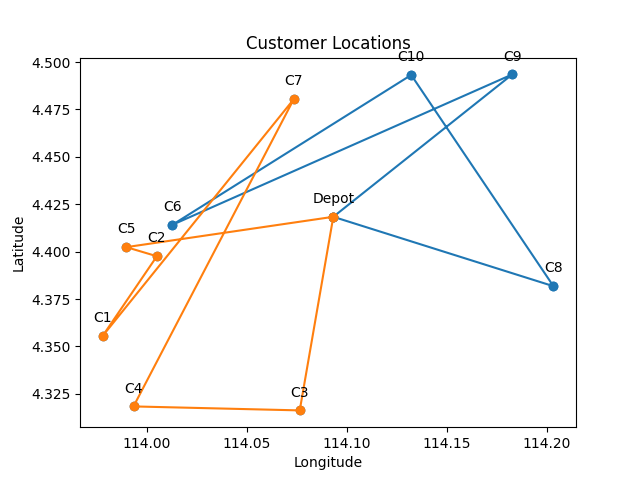 Customer Locations
C10
C9
4.500
C7
4.475
4.450
4.425
C6
Depot
C5
C2
4.400
C8
4.375
C1
4.350
C4
C3
4.325
114.00
114.05
114.10
114.15
114.20
Longitude
Latitude